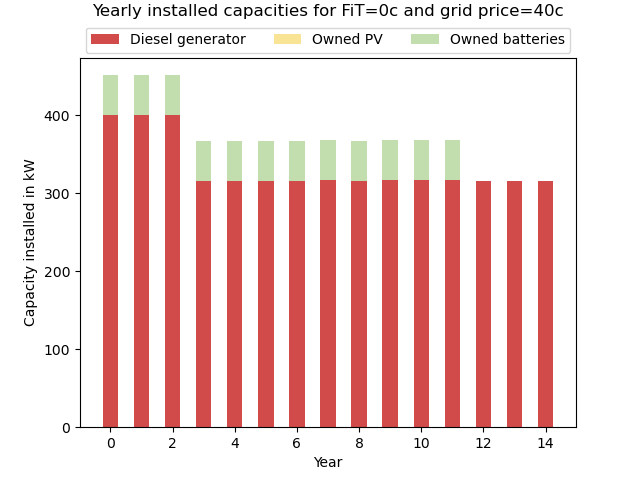 Yearly installed capacities for FiT=0c and grid price=40c
Diesel generator Owned PV Owned batteries
400
300
200
100
0
Capacity installed in kW
0 2 4 6 8 10 12 14
Year